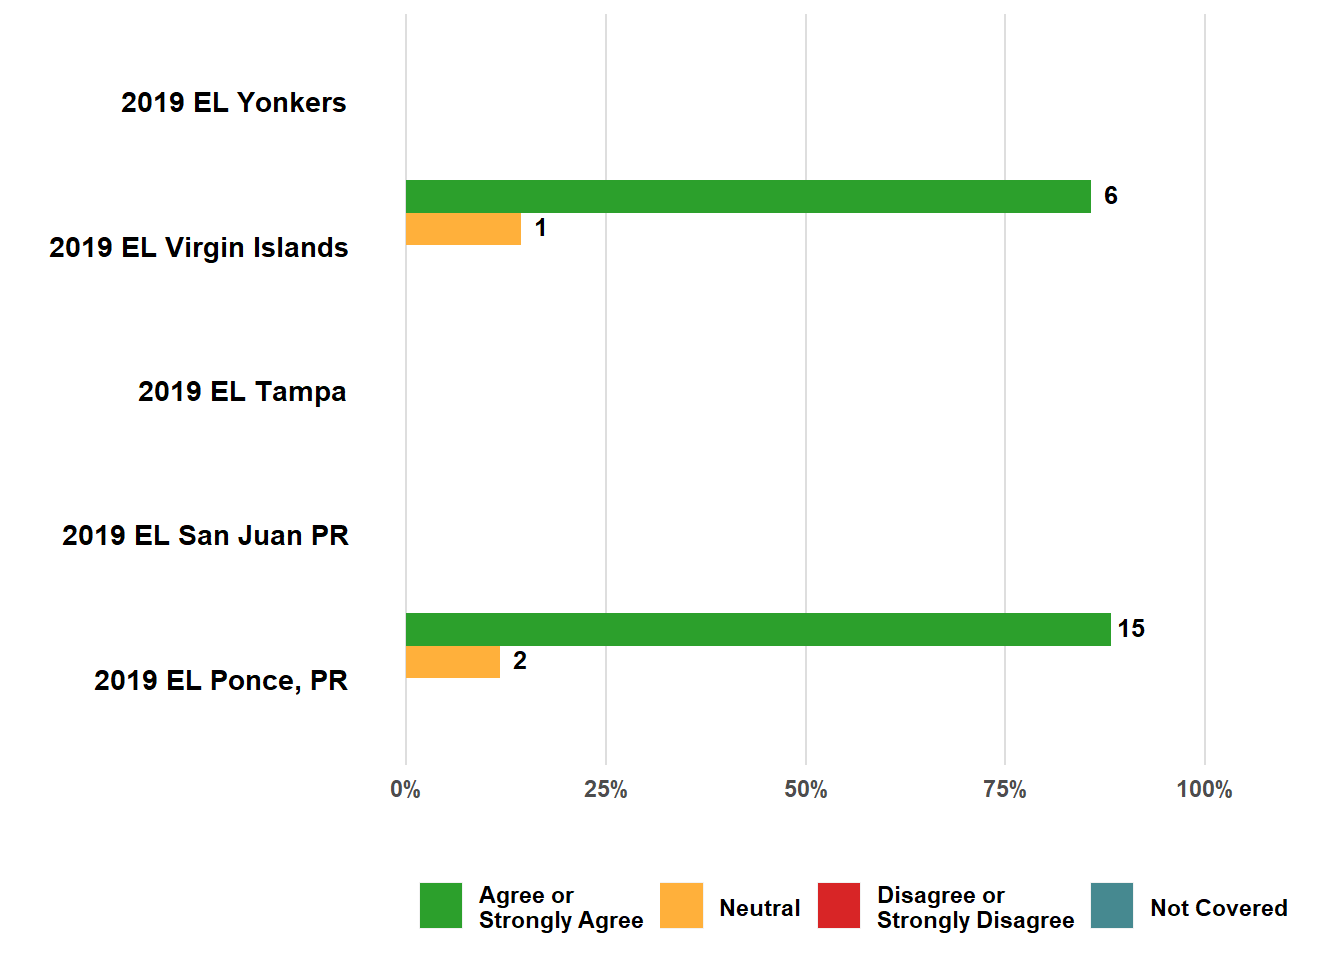 2019 EL Yonkers
6
1
2019 EL Virgin Islands
2019 EL Tampa
2019 EL San Juan PR
15
2
2019 EL Ponce, PR
0% 25% 50% 75% 100%
Agree or
Strongly Agree
Neutral
Disagree or
Strongly Disagree
Not Covered